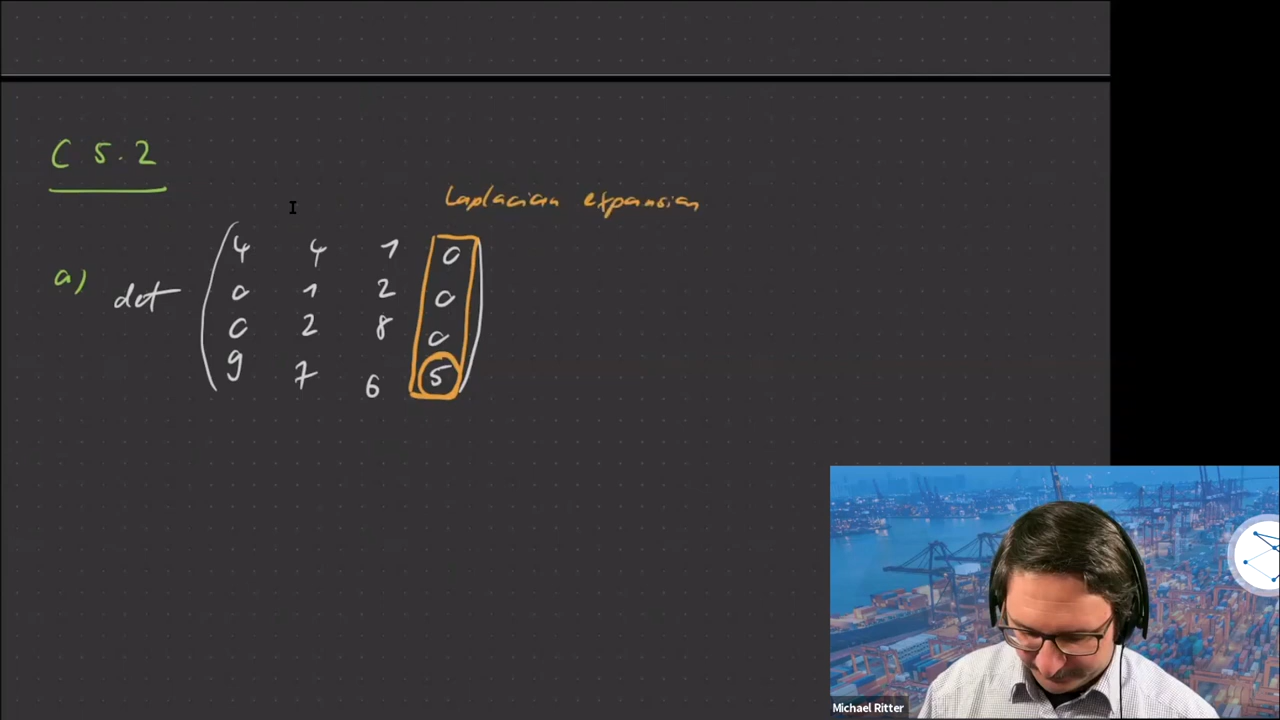 C 5.2
Laplacian expansion
a) det
4 4 1 0
0 1 2 0
0 2 8 0
9 7 6 5
Michael Ritter